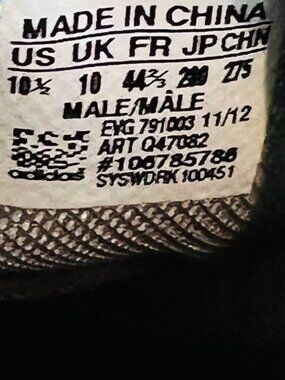 MADE IN CHINA
US UK FR JP CHN
10½ 10 44⅔ 285 275
MALE/MÂLE
EVG 791003 11/12
ART Q47082
#106785786
adidas SYSWDRK 100451